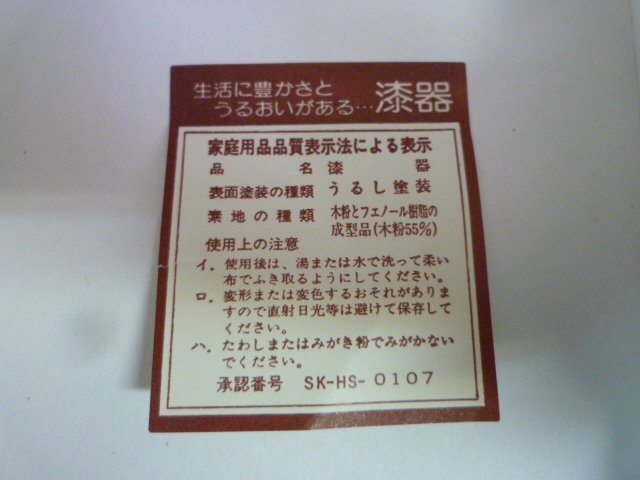 生活に豊かさと
うるおいがある…漆器
家庭用品品質表示法による表示
品名 漆器
表面塗装の種類 うるし塗装
素地の種類 木粉とフェノール樹脂の
成型品(木粉55%)
使用上の注意
イ. 使用後は、湯または水で洗って柔い
布でふき取るようにしてください。
ロ. 変形または変色するおそれがありま
すので直射日光等は避けて保存して
ください。
ハ. たわしまたはみがき粉でみがかない
でください。
承認番号 SK-HS-0107